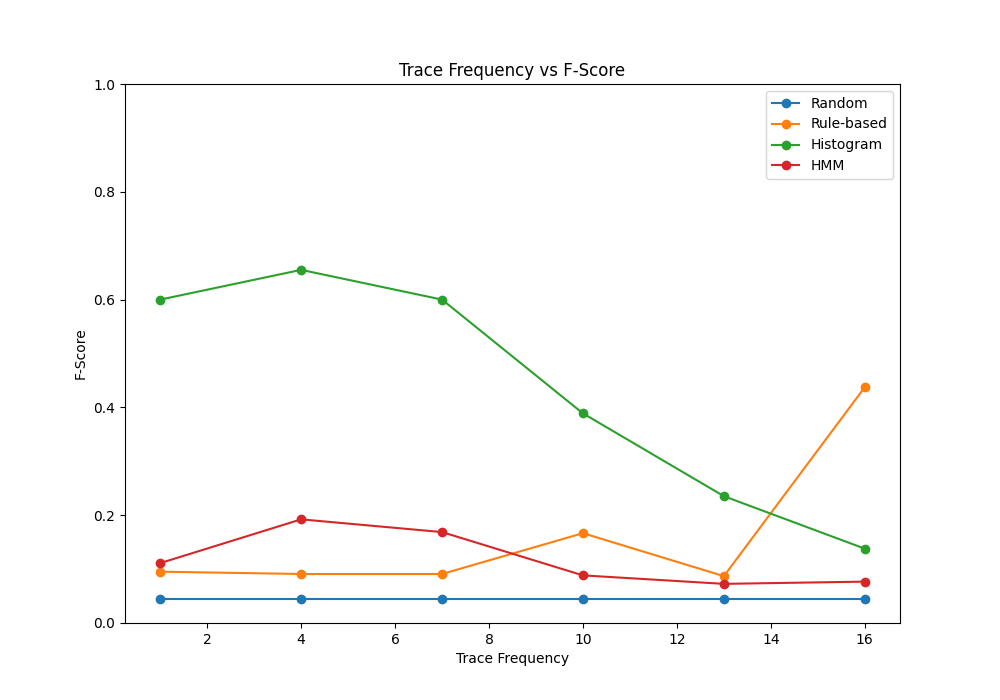 Trace Frequency vs F-Score
1.0
0.8
0.6
0.4
0.2
0.0
F-Score
2 4 6 8 10 12 14 16
Trace Frequency
Random
Rule-based
Histogram
HMM